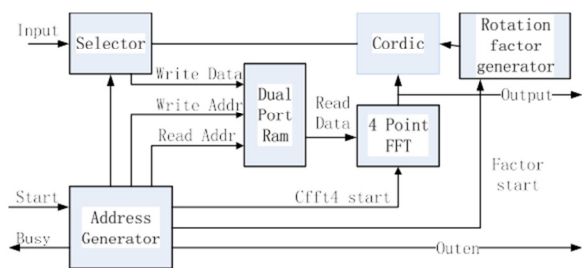 Input
Selector
Cordic
Rotation
factor
generator
Write Data
Write Addr
Read Addr
Dual
Port
Ram
Read
Data
4 Point
FFT
Output
Factor
start
Start
Busy
Address
Generator
Cfft4 start
Outen